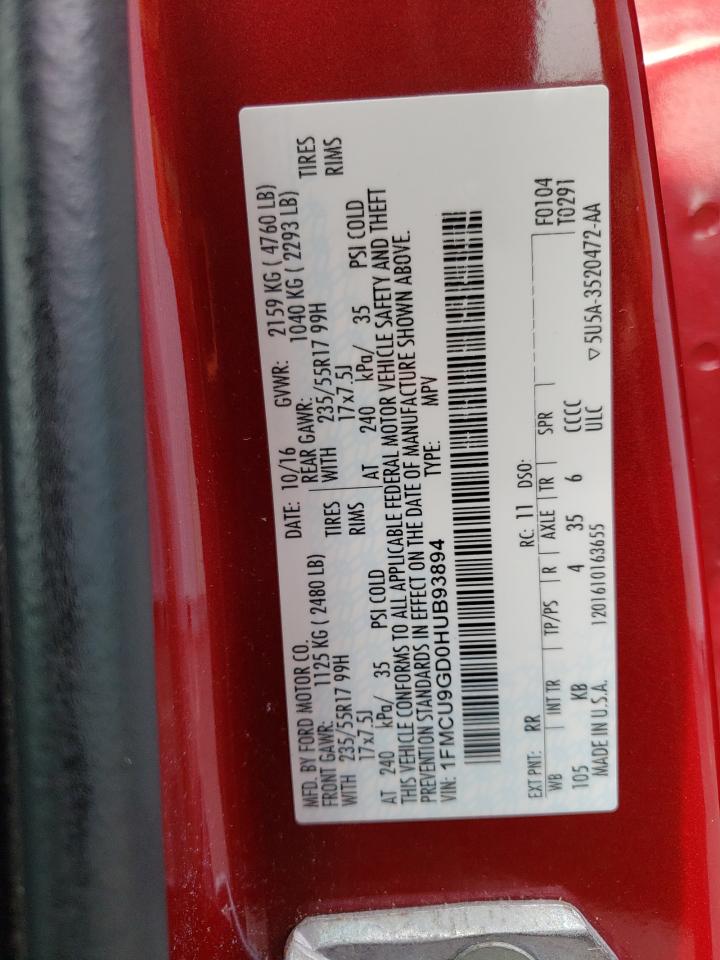 MFD. BY FORD MOTOR CO. DATE: 10/16 GVWR: 2159 KG ( 4760 LB)
FRONT GAWR: 1125 KG ( 2480 LB) REAR GAWR: 1040 KG ( 2293 LB)
WITH 235/55R17 99H TIRES WITH 235/55R17 99H TIRES
17x7.5J RIMS 17x7.5J RIMS
AT 240 kPa/ 35 PSI COLD AT 240 kPa/ 35 PSI COLD
THIS VEHICLE CONFORMS TO ALL APPLICABLE FEDERAL MOTOR VEHICLE SAFETY AND THEFT
PREVENTION STANDARDS IN EFFECT ON THE DATE OF MANUFACTURE SHOWN ABOVE.
VIN: 1FMCU9GD0HUB93894 TYPE: MPV
EXT PNT: RR RC: 11 DSO: F0104
WB INT TR TP/PS R AXLE TR SPR T0291
105 KB 4 35 6 CCCC
ULC
MADE IN U.S.A. 1201610163655 ▽ 5U5A-3520472-AA